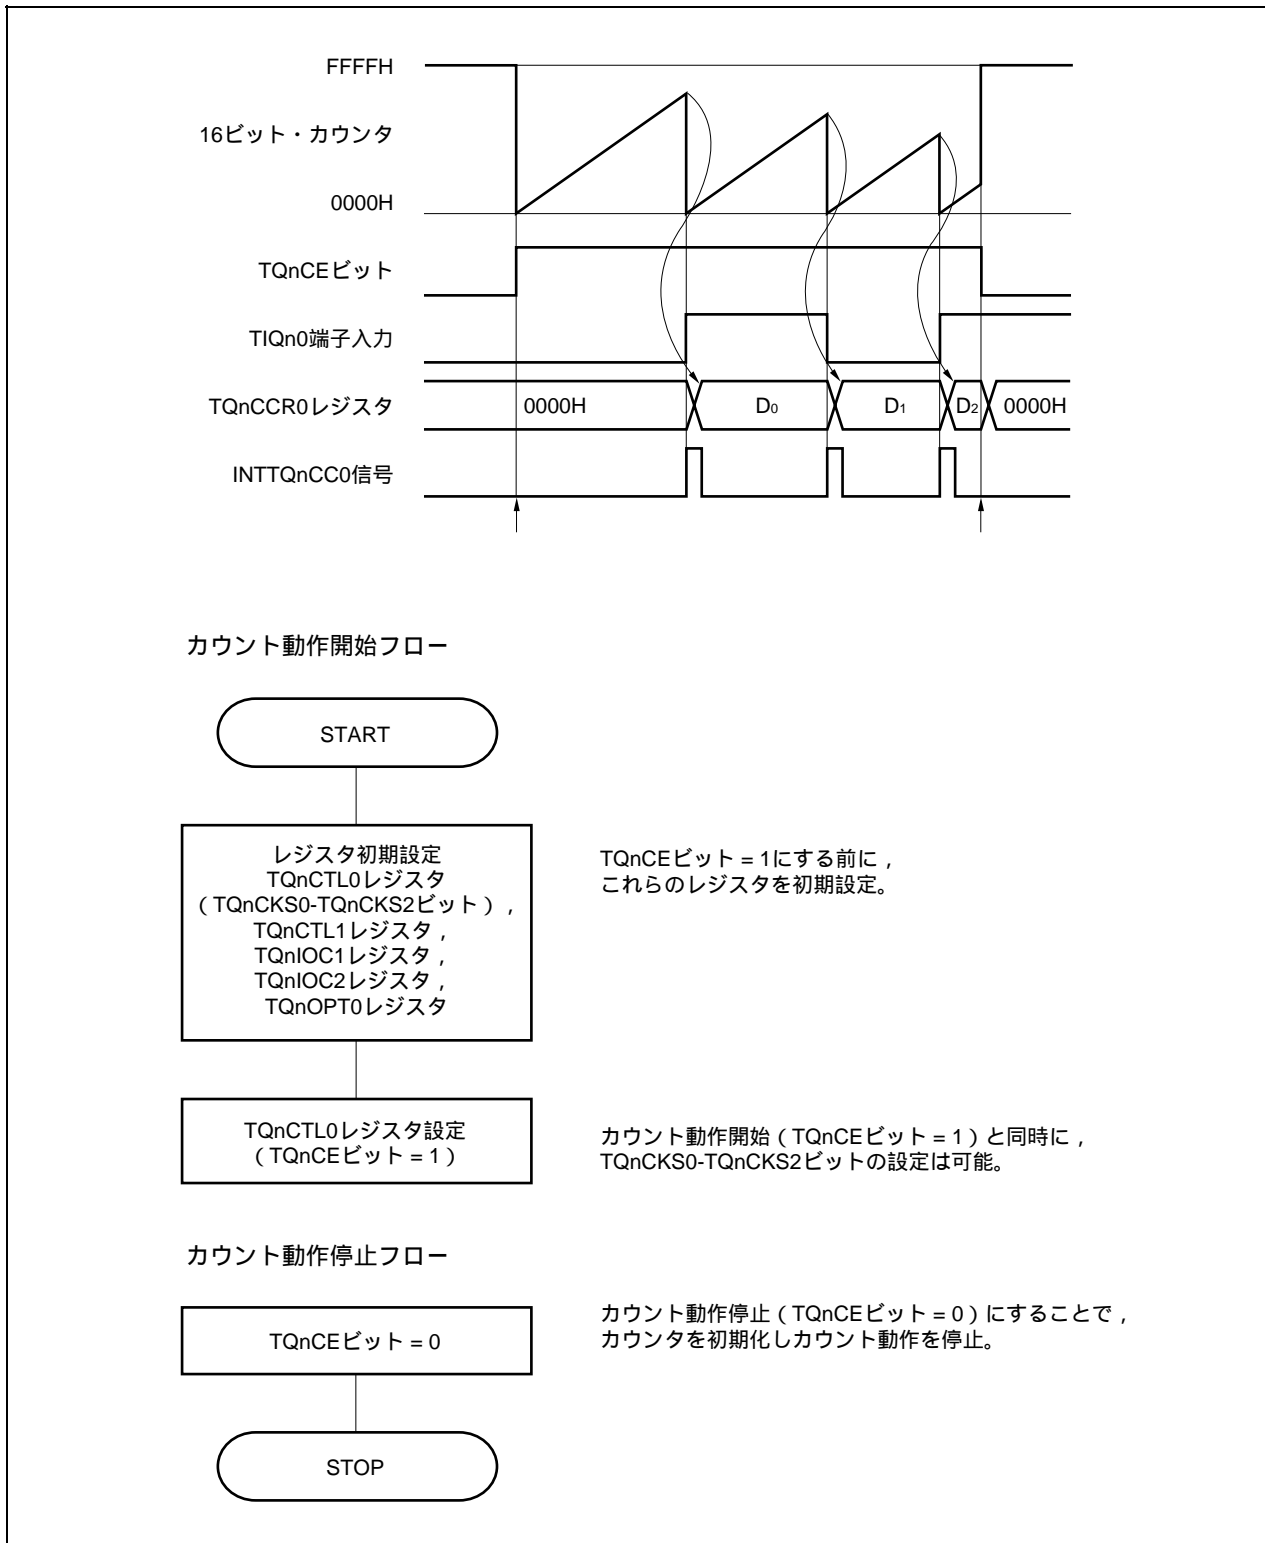 FFFFH
16ビット・カウンタ
0000H
TQnCEビット
TIQn0端子入力
TQnCCR0レジスタ
0000H
D0
D1
D2
0000H
INTTQnCC0信号
カウント動作開始フロー
START
レジスタ初期設定
TQnCTL0レジスタ
（TQnCKS0-TQnCKS2ビット），
TQnCTL1レジスタ，
TQnIOC1レジスタ，
TQnIOC2レジスタ，
TQnOPT0レジスタ
TQnCEビット = 1にする前に，
これらのレジスタを初期設定。
TQnCTL0レジスタ設定
（TQnCEビット = 1）
カウント動作開始（TQnCEビット = 1）と同時に，
TQnCKS0-TQnCKS2ビットの設定は可能。
カウント動作停止フロー
TQnCEビット = 0
カウント動作停止（TQnCEビット = 0）にすることで，
カウンタを初期化しカウント動作を停止。
STOP